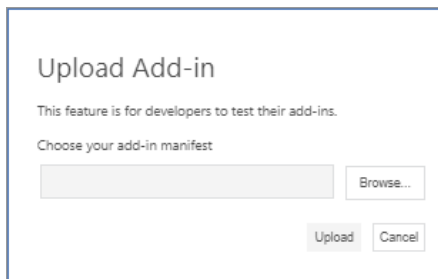 Upload Add-in
This feature is for developers to test their add-ins.
Choose your add-in manifest
Browse...
Upload Cancel